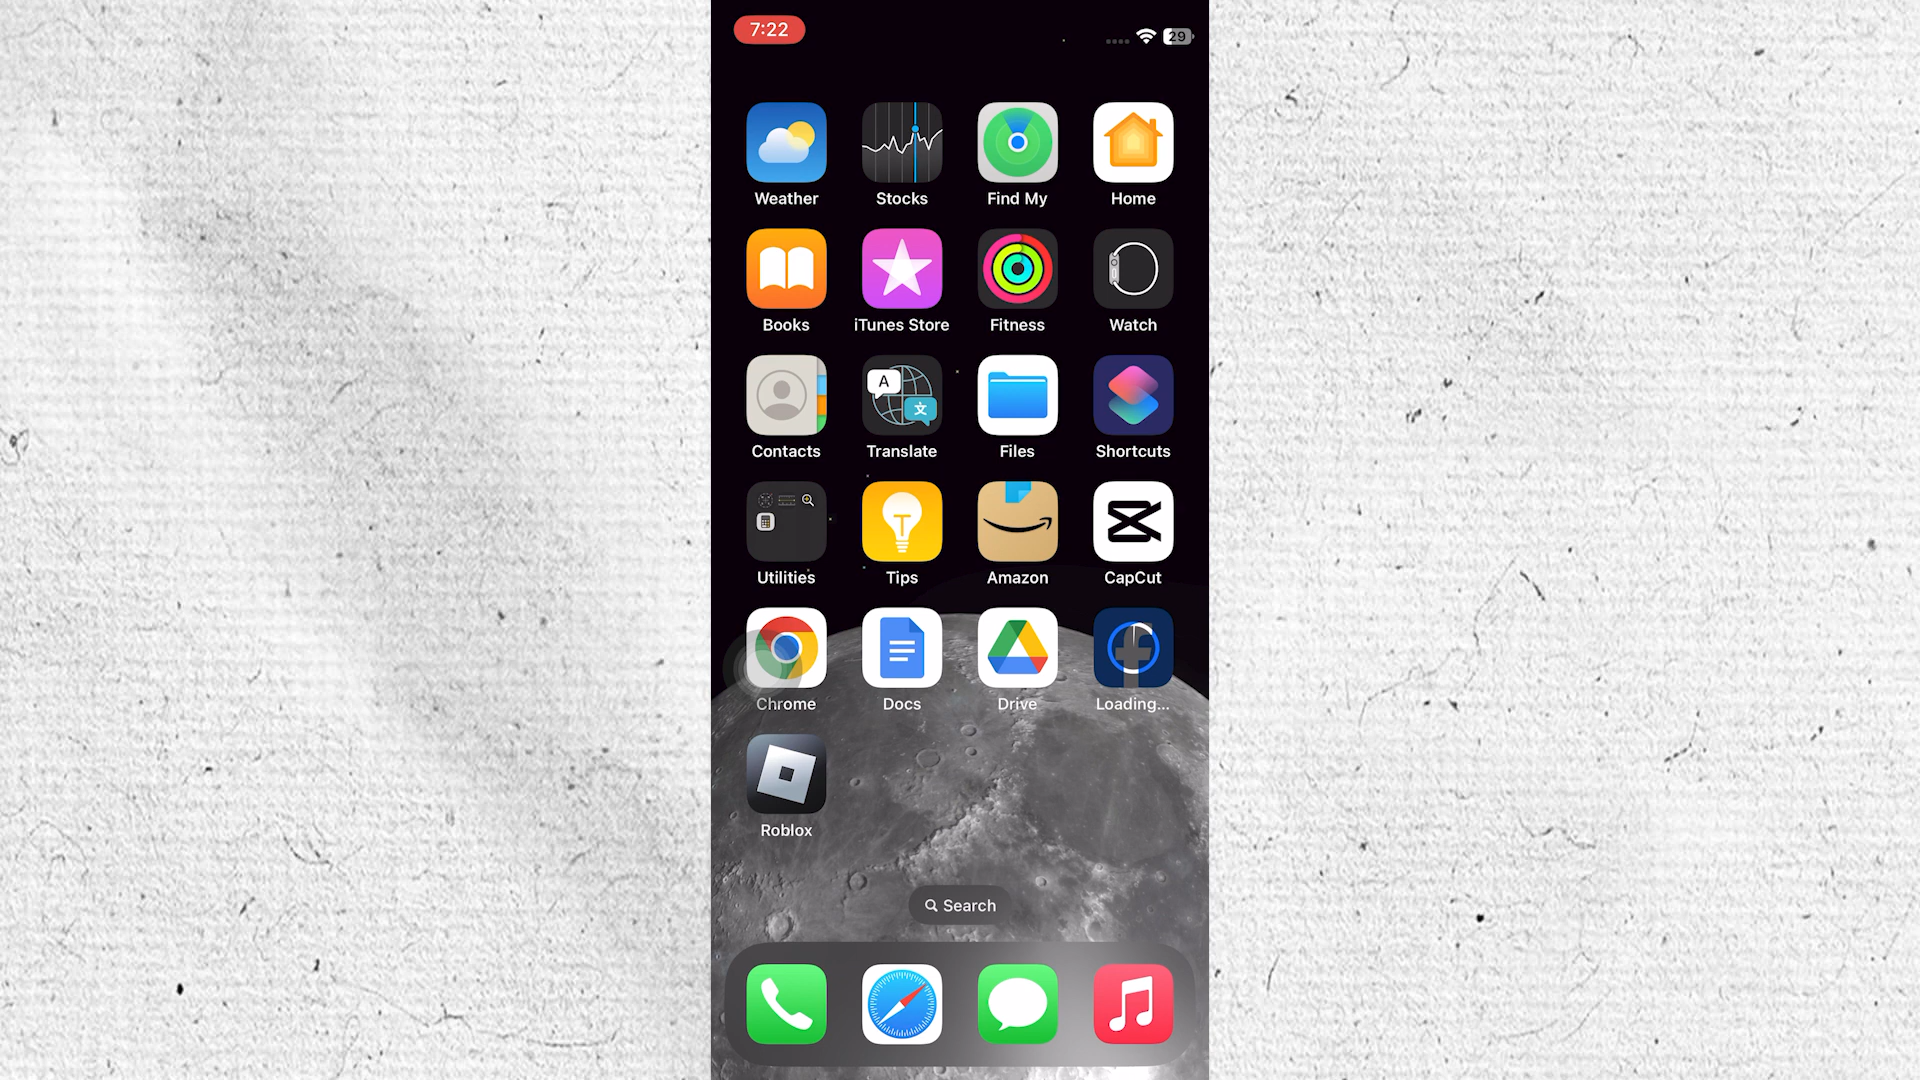 7:22
29
Weather Stocks Find My Home
Books iTunes Store Fitness Watch
A
文
Contacts Translate Files Shortcuts
Utilities Tips Amazon CapCut
Chrome Docs Drive Loading...
Roblox
Search